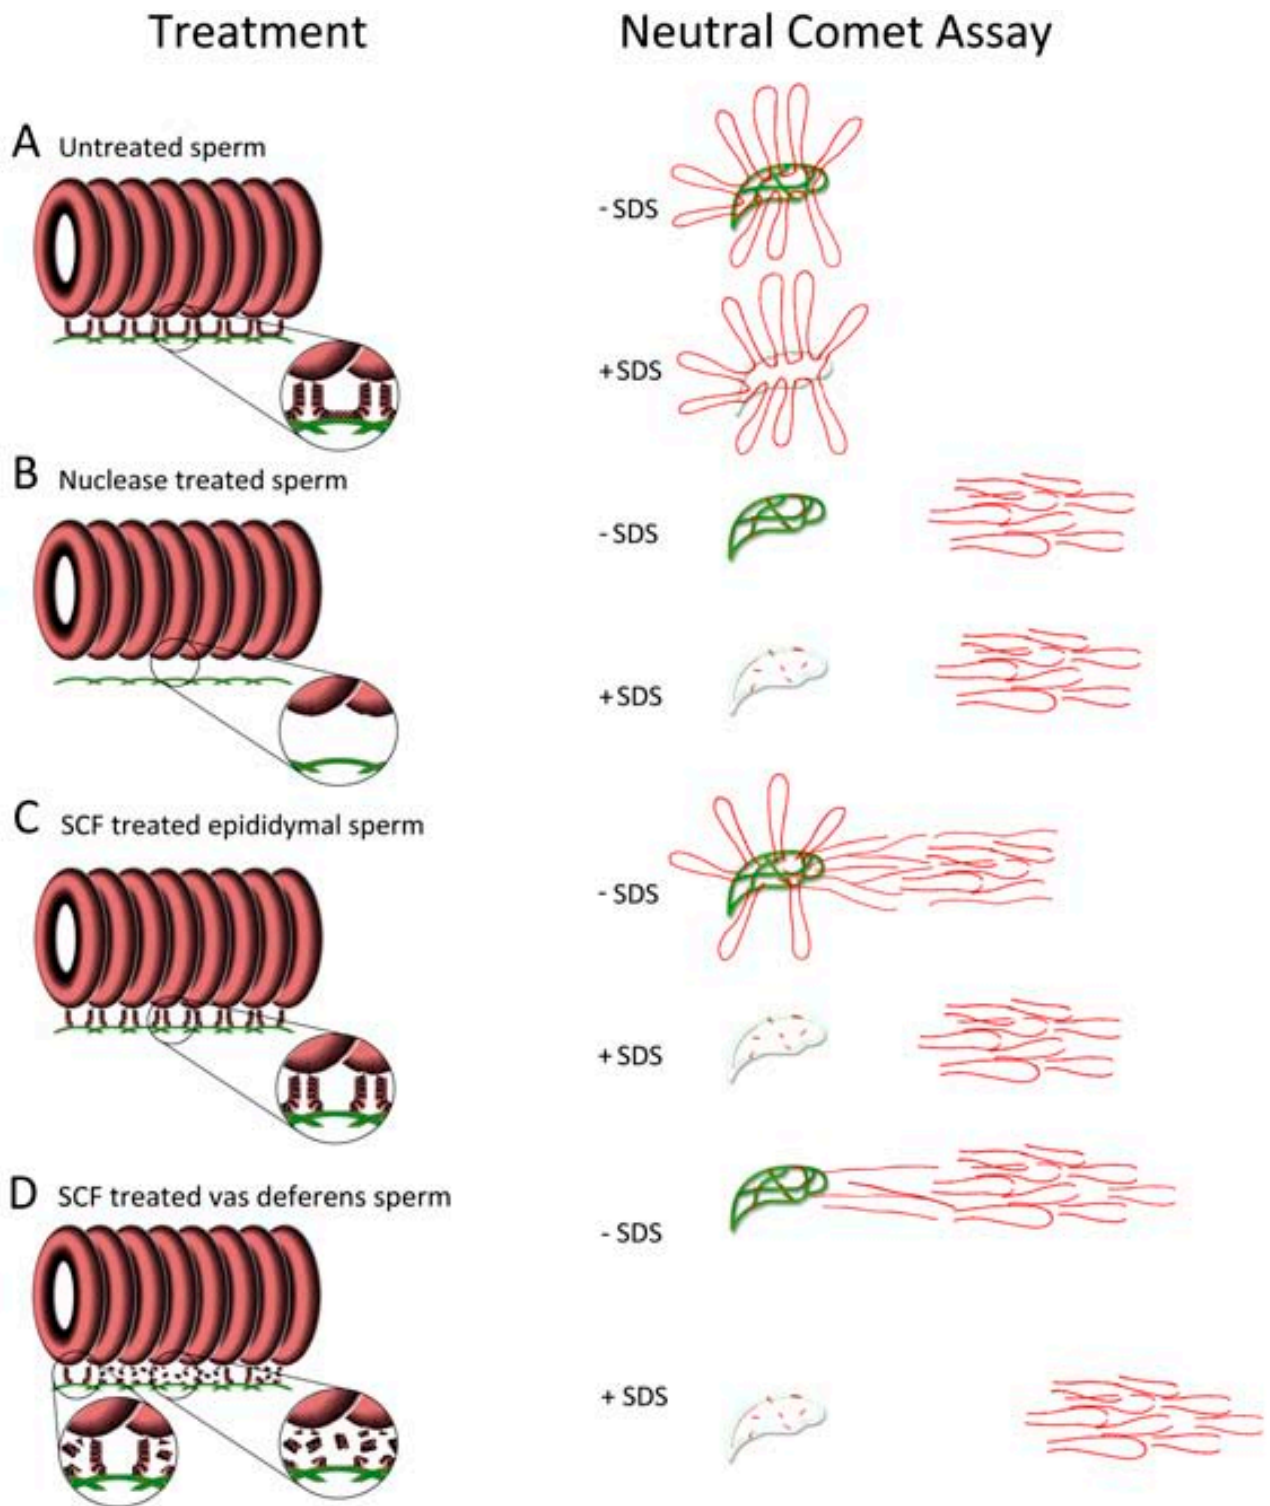 Treatment
Neutral Comet Assay
A Untreated sperm
- SDS
+SDS
B Nuclease treated sperm
- SDS
+ SDS
C SCF treated epididymal sperm
- SDS
+ SDS
D SCF treated vas deferens sperm
- SDS
+ SDS